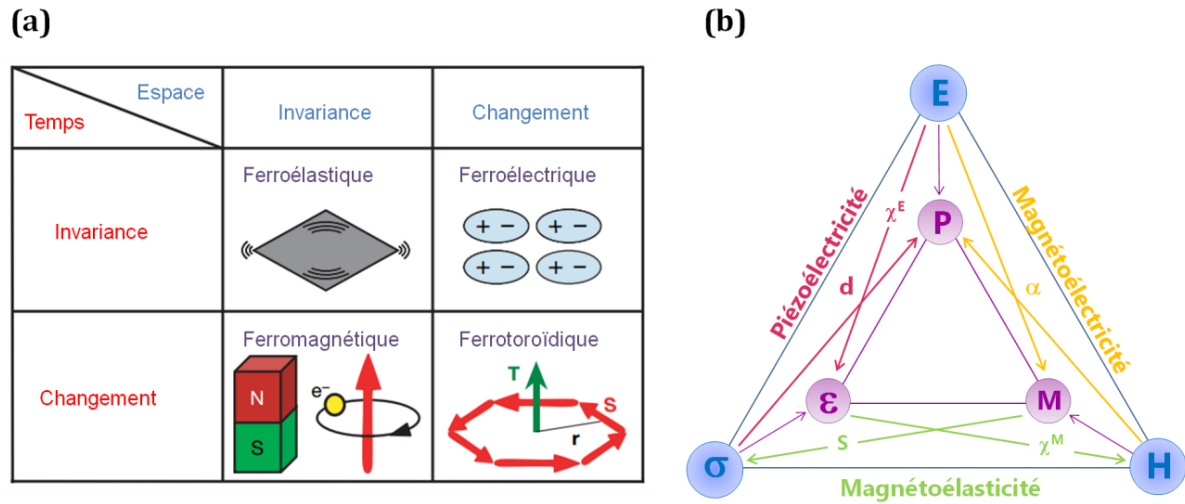 (a)
Espace
Temps
Invariance
Changement
Invariance
Ferroélastique
Ferroélectrique
+ − + −
+ − + −
Changement
Ferromagnétique
Ferrotoroïdique
N
S
e⁻
T
S
r
(b)
E
Piézoélectricité
Magnétoélectricité
χᴱ
P
d
α
ε
M
S
χᴹ
σ
H
Magnétoélasticité